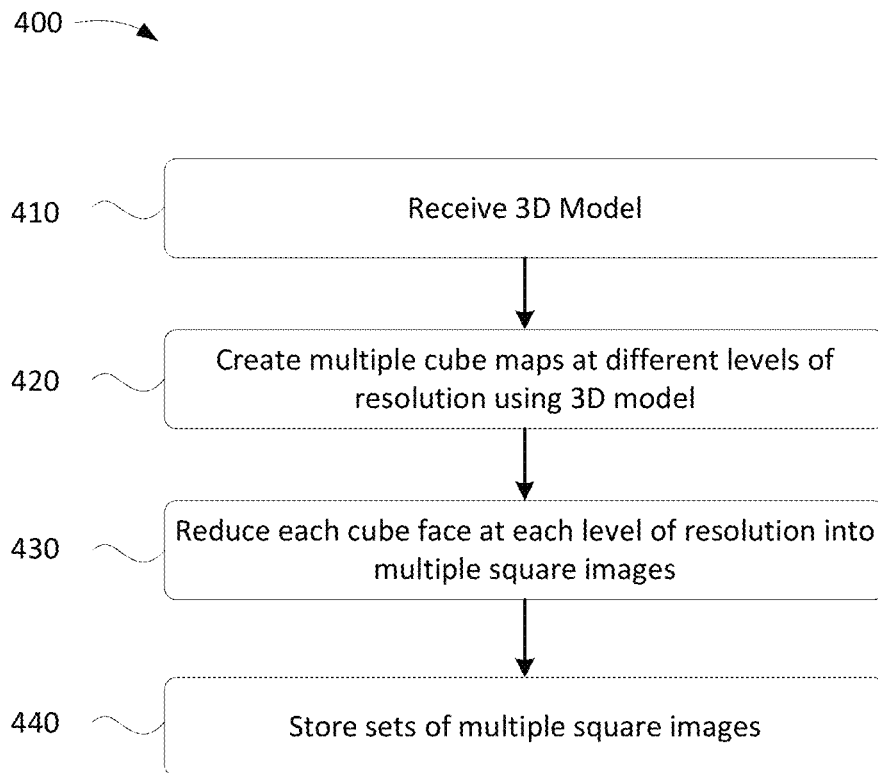 400
410
Receive 3D Model
420
Create multiple cube maps at different levels of
resolution using 3D model
430
Reduce each cube face at each level of resolution into
multiple square images
440
Store sets of multiple square images